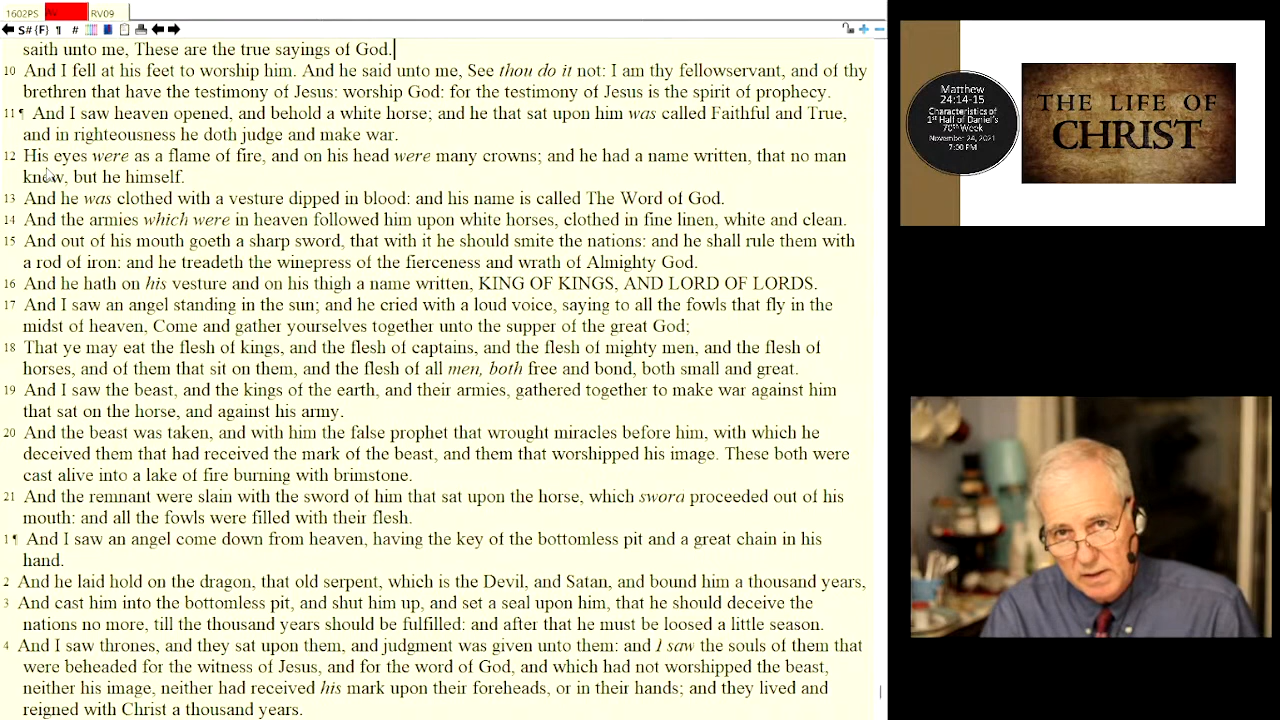 1602PS
AV
RV09
S# {F} ¶ #
saith unto me, These are the true sayings of God.
10 And I fell at his feet to worship him. And he said unto me, See thou do it not: I am thy fellowservant, and of thy
brethren that have the testimony of Jesus: worship God: for the testimony of Jesus is the spirit of prophecy.
11 ¶ And I saw heaven opened, and behold a white horse; and he that sat upon him was called Faithful and True,
and in righteousness he doth judge and make war.
12 His eyes were as a flame of fire, and on his head were many crowns; and he had a name written, that no man
knew, but he himself.
13 And he was clothed with a vesture dipped in blood: and his name is called The Word of God.
14 And the armies which were in heaven followed him upon white horses, clothed in fine linen, white and clean.
15 And out of his mouth goeth a sharp sword, that with it he should smite the nations: and he shall rule them with
a rod of iron: and he treadeth the winepress of the fierceness and wrath of Almighty God.
16 And he hath on his vesture and on his thigh a name written, KING OF KINGS, AND LORD OF LORDS.
17 And I saw an angel standing in the sun; and he cried with a loud voice, saying to all the fowls that fly in the
midst of heaven, Come and gather yourselves together unto the supper of the great God;
18 That ye may eat the flesh of kings, and the flesh of captains, and the flesh of mighty men, and the flesh of
horses, and of them that sit on them, and the flesh of all men, both free and bond, both small and great.
19 And I saw the beast, and the kings of the earth, and their armies, gathered together to make war against him
that sat on the horse, and against his army.
20 And the beast was taken, and with him the false prophet that wrought miracles before him, with which he
deceived them that had received the mark of the beast, and them that worshipped his image. These both were
cast alive into a lake of fire burning with brimstone.
21 And the remnant were slain with the sword of him that sat upon the horse, which sword proceeded out of his
mouth: and all the fowls were filled with their flesh.
1 ¶ And I saw an angel come down from heaven, having the key of the bottomless pit and a great chain in his
hand.
2 And he laid hold on the dragon, that old serpent, which is the Devil, and Satan, and bound him a thousand years,
3 And cast him into the bottomless pit, and shut him up, and set a seal upon him, that he should deceive the
nations no more, till the thousand years should be fulfilled: and after that he must be loosed a little season.
4 And I saw thrones, and they sat upon them, and judgment was given unto them: and I saw the souls of them that
were beheaded for the witness of Jesus, and for the word of God, and which had not worshipped the beast,
neither his image, neither had received his mark upon their foreheads, or in their hands; and they lived and
reigned with Christ a thousand years.
Matthew
24:14-15
Characteristics of
1st Half of Daniel's
70th Week
November 24, 2021
7:00 PM
THE LIFE OF
CHRIST